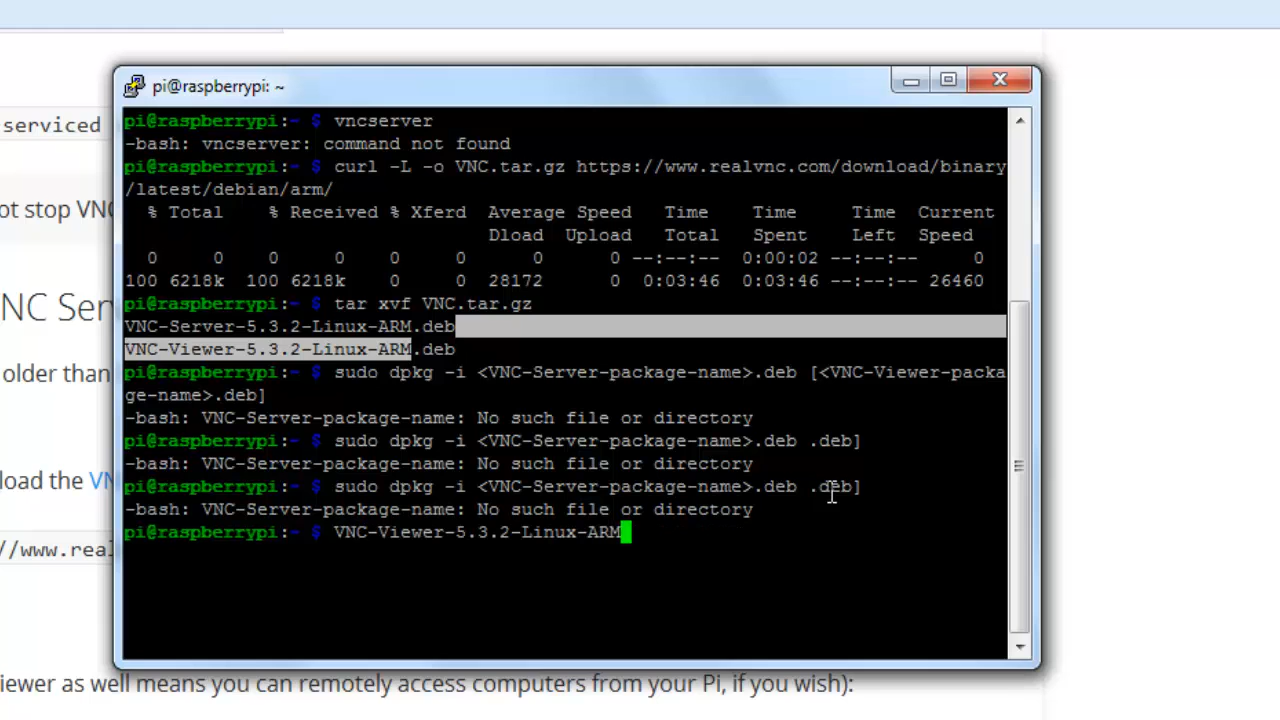 pi@raspberrypi: ~
serviced
ot stop VNC
NC Ser
older than
load the VN
//www.real
pi@raspberrypi:~ $ vncserver
-bash: vncserver: command not found
pi@raspberrypi:~ $ curl -L -o VNC.tar.gz https://www.realvnc.com/download/binary
/latest/debian/arm/
% Total % Received % Xferd Average Speed Time Time Time Current
Dload Upload Total Spent Left Speed
0 0 0 0 0 0 0 0 --:--:-- 0:00:02 --:--:-- 0
100 6218k 100 6218k 0 0 28172 0 0:03:46 0:03:46 --:--:-- 26460
pi@raspberrypi:~ $ tar xvf VNC.tar.gz
VNC-Server-5.3.2-Linux-ARM.deb
VNC-Viewer-5.3.2-Linux-ARM.deb
pi@raspberrypi:~ $ sudo dpkg -i <VNC-Server-package-name>.deb [<VNC-Viewer-packa
ge-name>.deb]
-bash: VNC-Server-package-name: No such file or directory
pi@raspberrypi:~ $ sudo dpkg -i <VNC-Server-package-name>.deb .deb]
-bash: VNC-Server-package-name: No such file or directory
pi@raspberrypi:~ $ sudo dpkg -i <VNC-Server-package-name>.deb .deb]
-bash: VNC-Server-package-name: No such file or directory
pi@raspberrypi:~ $ VNC-Viewer-5.3.2-Linux-ARM
iewer as well means you can remotely access computers from your Pi, if you wish):